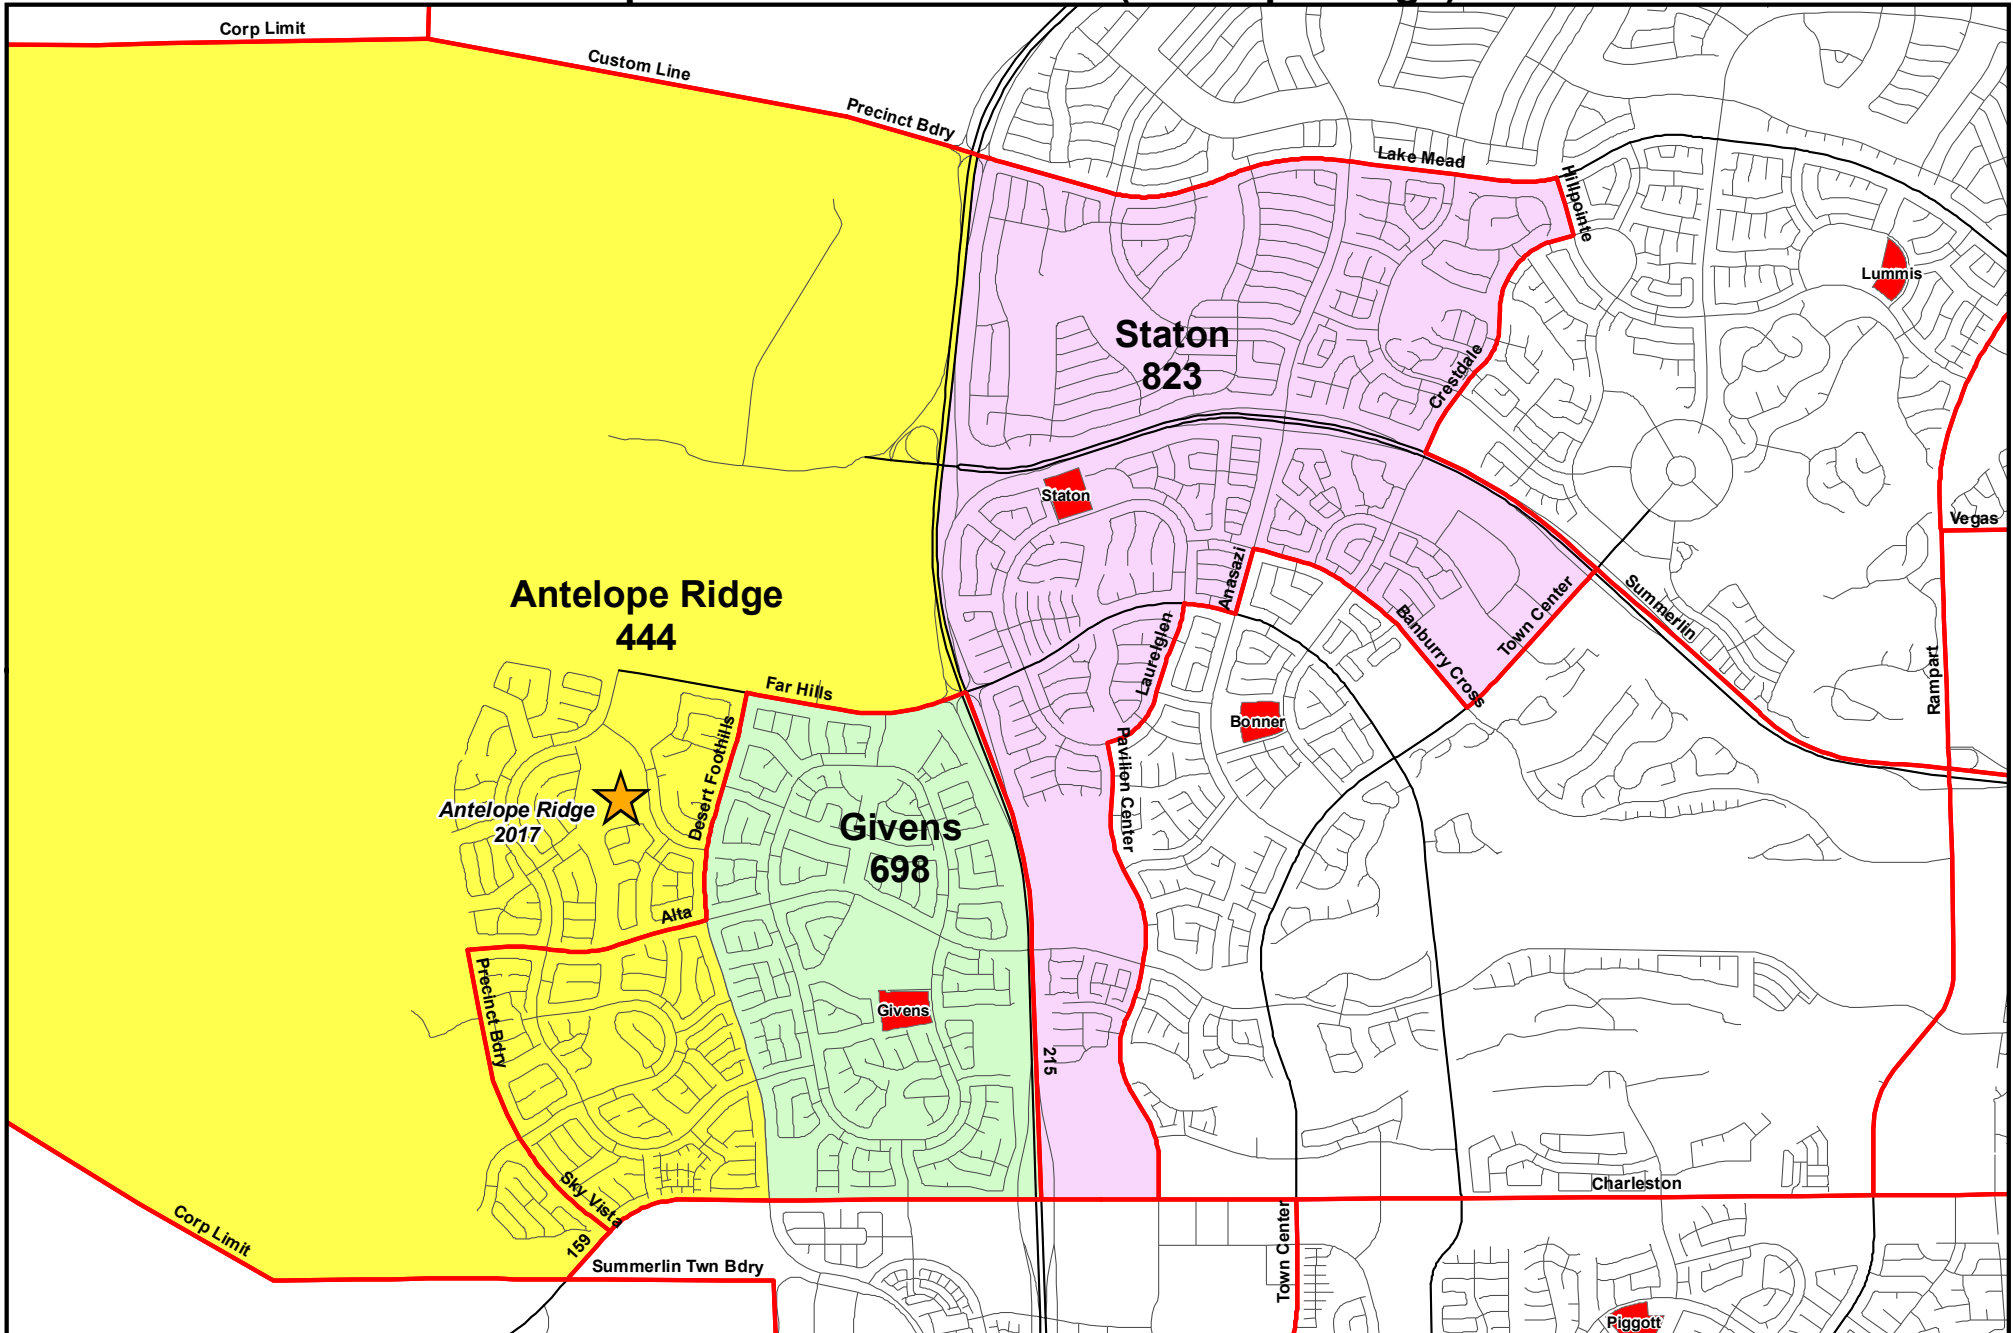 Corp Limit
Custom Line
Precinct Bdry
Lake Mead
Hillpointe
Lummis
Staton
823
Crestdale
Staton
Vegas
Anasazi
Antelope Ridge
444
Laurelglen
Banburry Cross
Town Center
Summerlin
Rampart
Far Hills
Desert Foothills
Bonner
Pavilion Center
Antelope Ridge
2017
Givens
698
Alta
Precinct Bdry
Givens
215
Sky Vista
Charleston
Corp Limit
159
Summerlin Twn Bdry
Town Center
Piggott